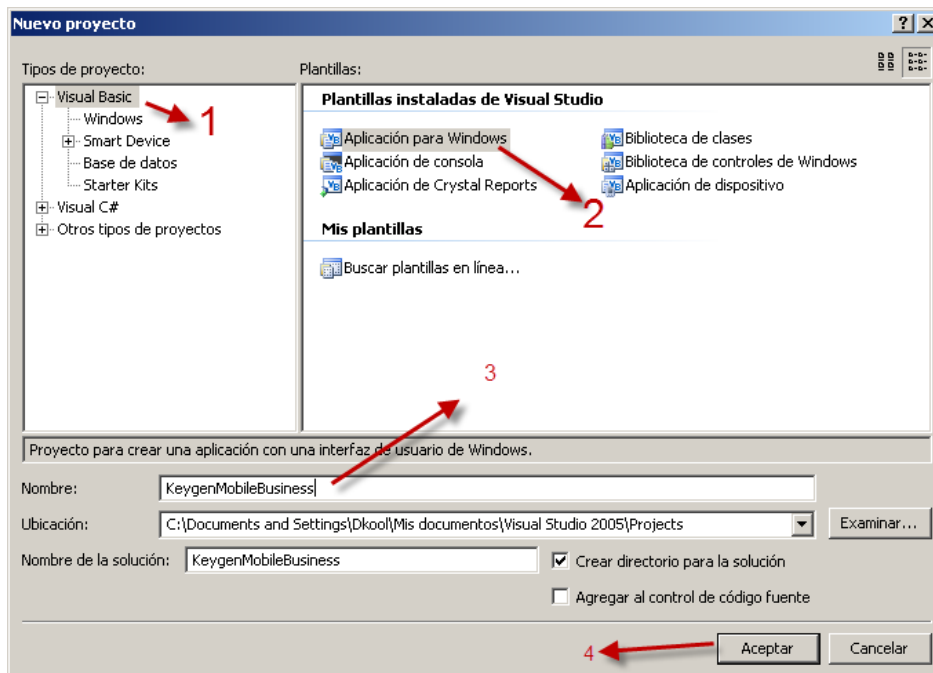 Nuevo proyecto
Tipos de proyecto:
Plantillas:
Visual Basic
Windows
Smart Device
Base de datos
Starter Kits
Visual C#
Otros tipos de proyectos
1
Plantillas instaladas de Visual Studio
Aplicación para Windows
Biblioteca de clases
Aplicación de consola
Biblioteca de controles de Windows
Aplicación de Crystal Reports
Aplicación de dispositivo
2
Mis plantillas
Buscar plantillas en línea...
3
Proyecto para crear una aplicación con una interfaz de usuario de Windows.
Nombre:
KeygenMobileBusiness
Ubicación:
C:\Documents and Settings\Dkool\Mis documentos\Visual Studio 2005\Projects
Examinar...
Nombre de la solución:
KeygenMobileBusiness
Crear directorio para la solución
Agregar al control de código fuente
4
Aceptar
Cancelar